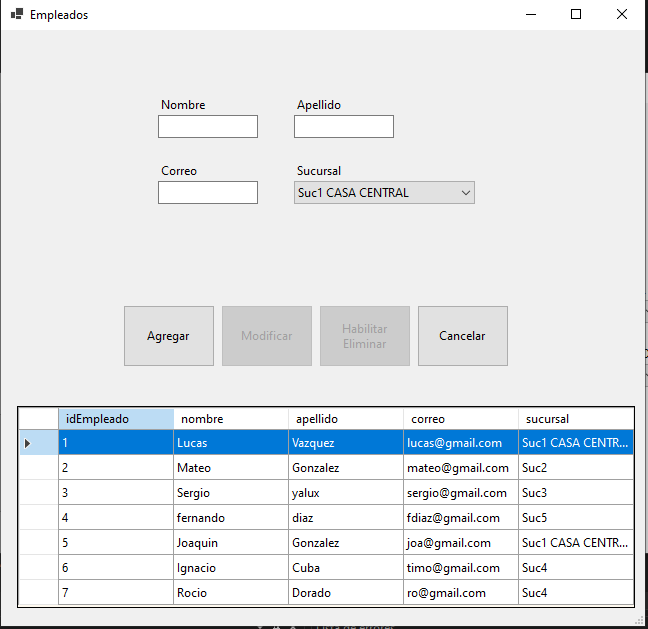 Empleados
Nombre Apellido
Correo Sucursal
Suc1 CASA CENTRAL
Agregar Modificar Habilitar Eliminar Cancelar
idEmpleado nombre apellido correo sucursal
1 Lucas Vazquez lucas@gmail.com Suc1 CASA CENTR...
2 Mateo Gonzalez mateo@gmail.com Suc2
3 Sergio yalux sergio@gmail.com Suc3
4 fernando diaz fdiaz@gmail.com Suc5
5 Joaquin Gonzalez joa@gmail.com Suc1 CASA CENTR...
6 Ignacio Cuba timo@gmail.com Suc4
7 Rocio Dorado ro@gmail.com Suc4